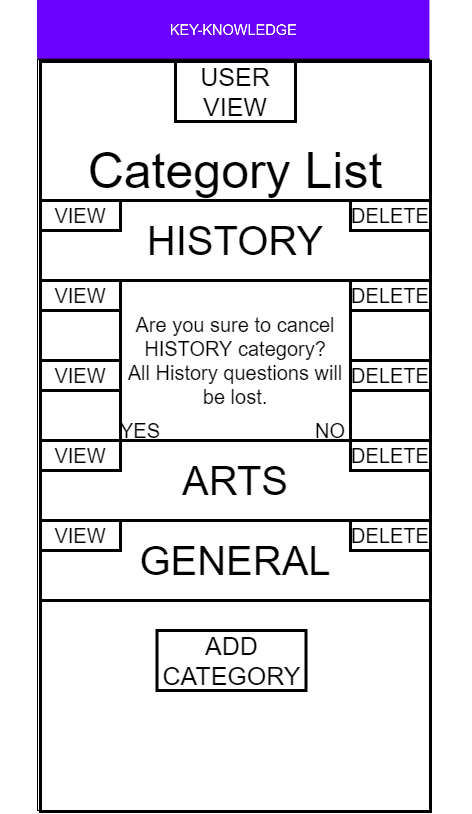 KEY-KNOWLEDGE
USER
VIEW
Category List
VIEW
DELETE
HISTORY
VIEW
DELETE
Are you sure to cancel
HISTORY category?
All History questions will
be lost.
VIEW
DELETE
YES
NO
VIEW
DELETE
ARTS
VIEW
DELETE
GENERAL
ADD
CATEGORY